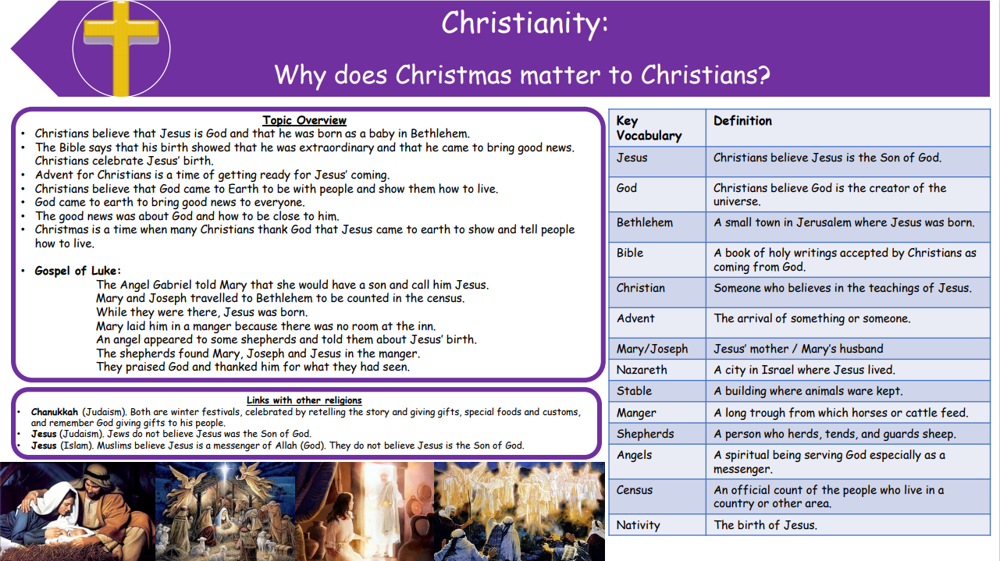 Christianity:
Why does Christmas matter to Christians?
Topic Overview
• Christians believe that Jesus is God and that he was born as a baby in Bethlehem.
• The Bible says that his birth showed that he was extraordinary and that he came to bring good news.
Christians celebrate Jesus’ birth.
• Advent for Christians is a time of getting ready for Jesus’ coming.
• Christians believe that God came to Earth to be with people and show them how to live.
• God came to earth to bring good news to everyone.
• The good news was about God and how to be close to him.
• Christmas is a time when many Christians thank God that Jesus came to earth to show and tell people
how to live.
• Gospel of Luke:
The Angel Gabriel told Mary that she would have a son and call him Jesus.
Mary and Joseph travelled to Bethlehem to be counted in the census.
While they were there, Jesus was born.
Mary laid him in a manger because there was no room at the inn.
An angel appeared to some shepherds and told them about Jesus’ birth.
The shepherds found Mary, Joseph and Jesus in the manger.
They praised God and thanked him for what they had seen.
Links with other religions
• Chanukkah (Judaism). Both are winter festivals, celebrated by retelling the story and giving gifts, special foods and customs,
and remember God giving gifts to his people.
• Jesus (Judaism). Jews do not believe Jesus was the Son of God.
• Jesus (Islam). Muslims believe Jesus is a messenger of Allah (God). They do not believe Jesus is the Son of God.
Key
Vocabulary
Definition
Jesus
Christians believe Jesus is the Son of God.
God
Christians believe God is the creator of the
universe.
Bethlehem
A small town in Jerusalem where Jesus was born.
Bible
A book of holy writings accepted by Christians as
coming from God.
Christian
Someone who believes in the teachings of Jesus.
Advent
The arrival of something or someone.
Mary/Joseph
Jesus’ mother / Mary’s husband
Nazareth
A city in Israel where Jesus lived.
Stable
A building where animals ware kept.
Manger
A long trough from which horses or cattle feed.
Shepherds
A person who herds, tends, and guards sheep.
Angels
A spiritual being serving God especially as a
messenger.
Census
An official count of the people who live in a
country or other area.
Nativity
The birth of Jesus.